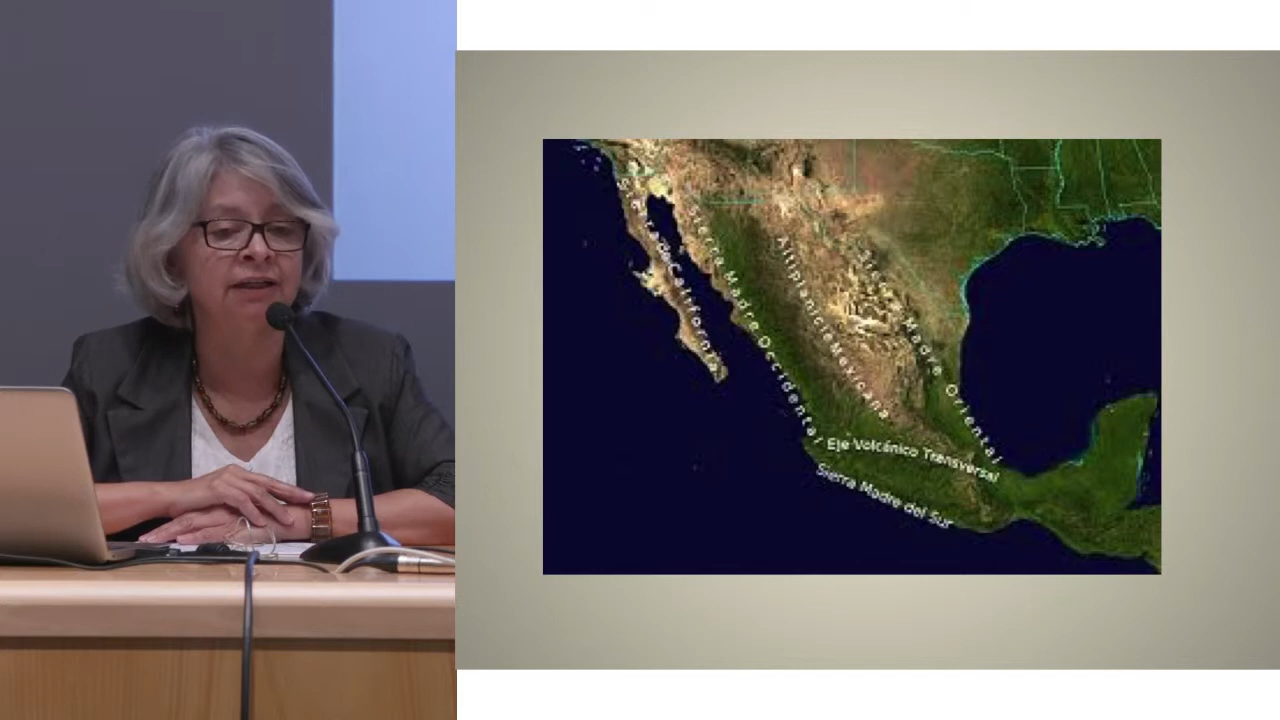 Sierra de California
Sierra Madre Occidental
Altiplanicie Mexicana
Sierra Madre Oriental
Eje Volcánico Transversal
Sierra Madre del Sur